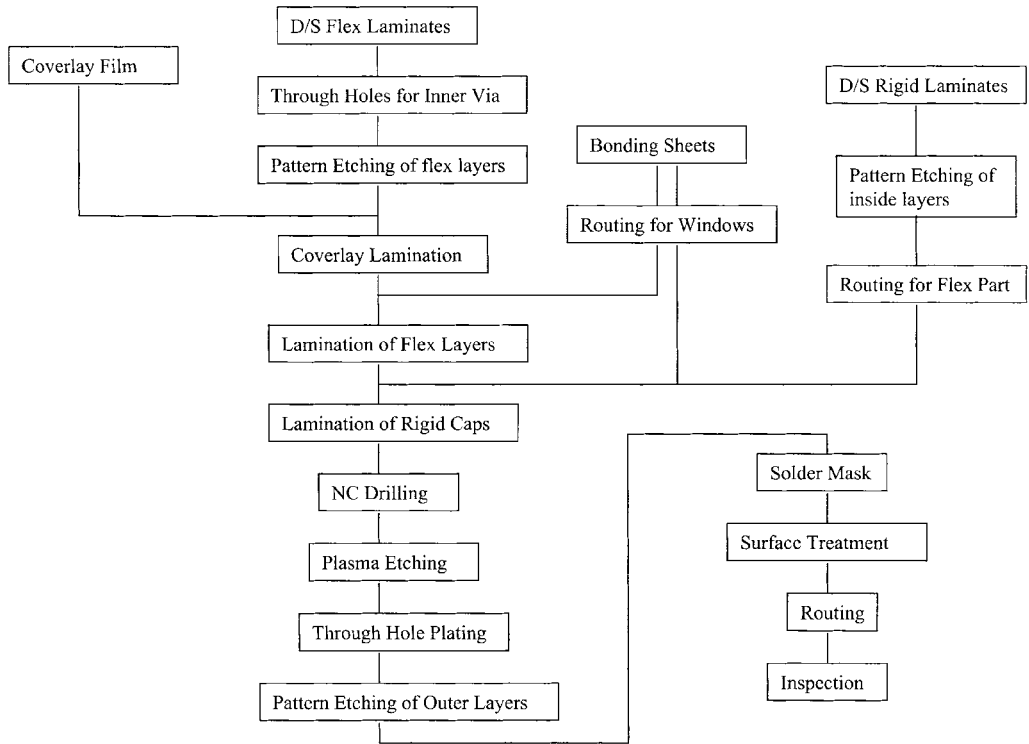 D/S Flex Laminates
Coverlay Film
Through Holes for Inner Via
D/S Rigid Laminates
Bonding Sheets
Pattern Etching of flex layers
Pattern Etching of
inside layers
Routing for Windows
Coverlay Lamination
Routing for Flex Part
Lamination of Flex Layers
Lamination of Rigid Caps
NC Drilling
Plasma Etching
Through Hole Plating
Pattern Etching of Outer Layers
Solder Mask
Surface Treatment
Routing
Inspection